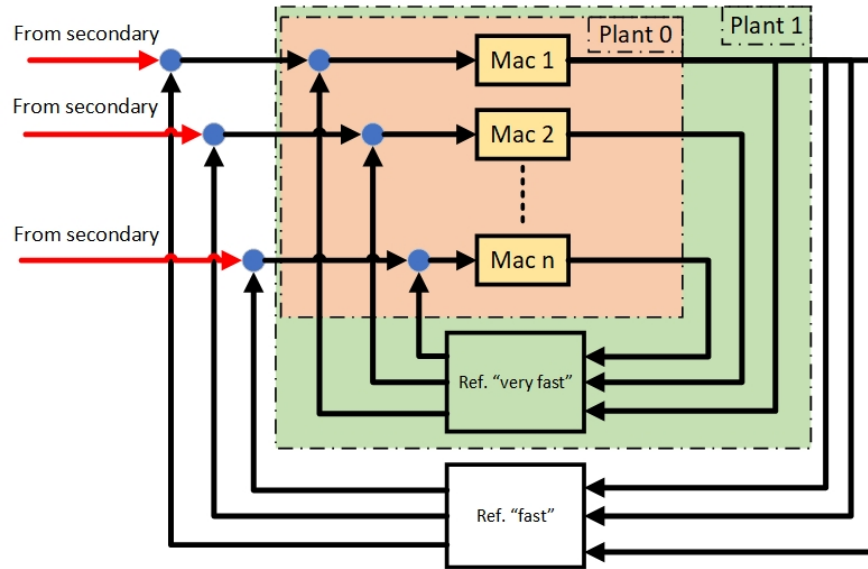 Plant 1
Plant 0
From secondary
Mac 1
From secondary
Mac 2
From secondary
Mac n
Ref. “very fast”
Ref. “fast”